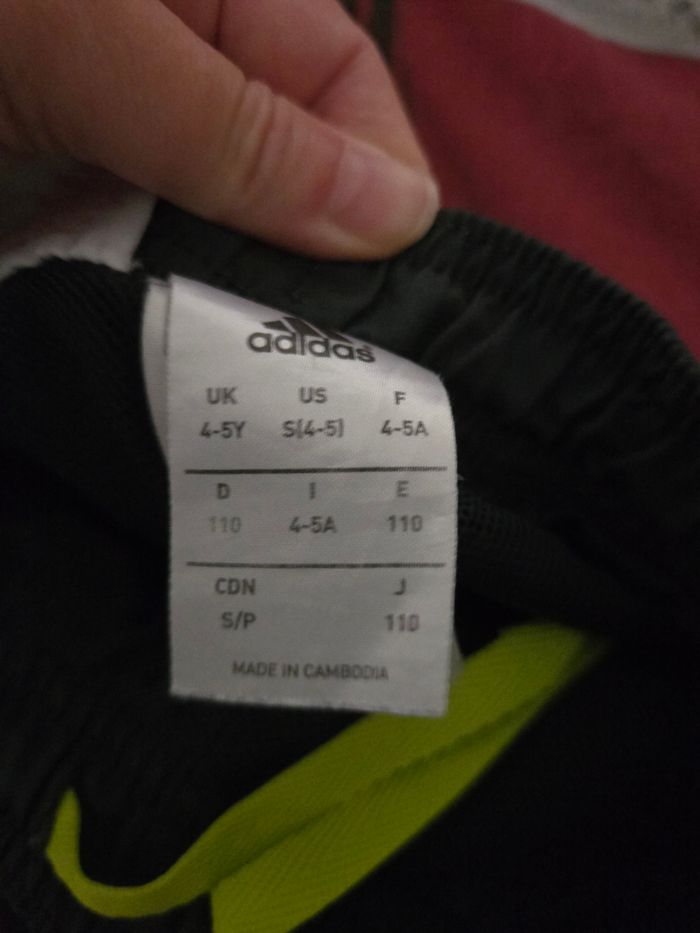 adidas
UK US F
4-5Y S(4-5) 4-5A
D I E
110 4-5A 110
CDN J
S/P 110
MADE IN CAMBODIA